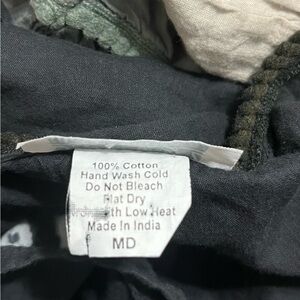 100% Cotton
Hand Wash Cold
Do Not Bleach
Flat Dry
with Low Heat
Made in India
MD